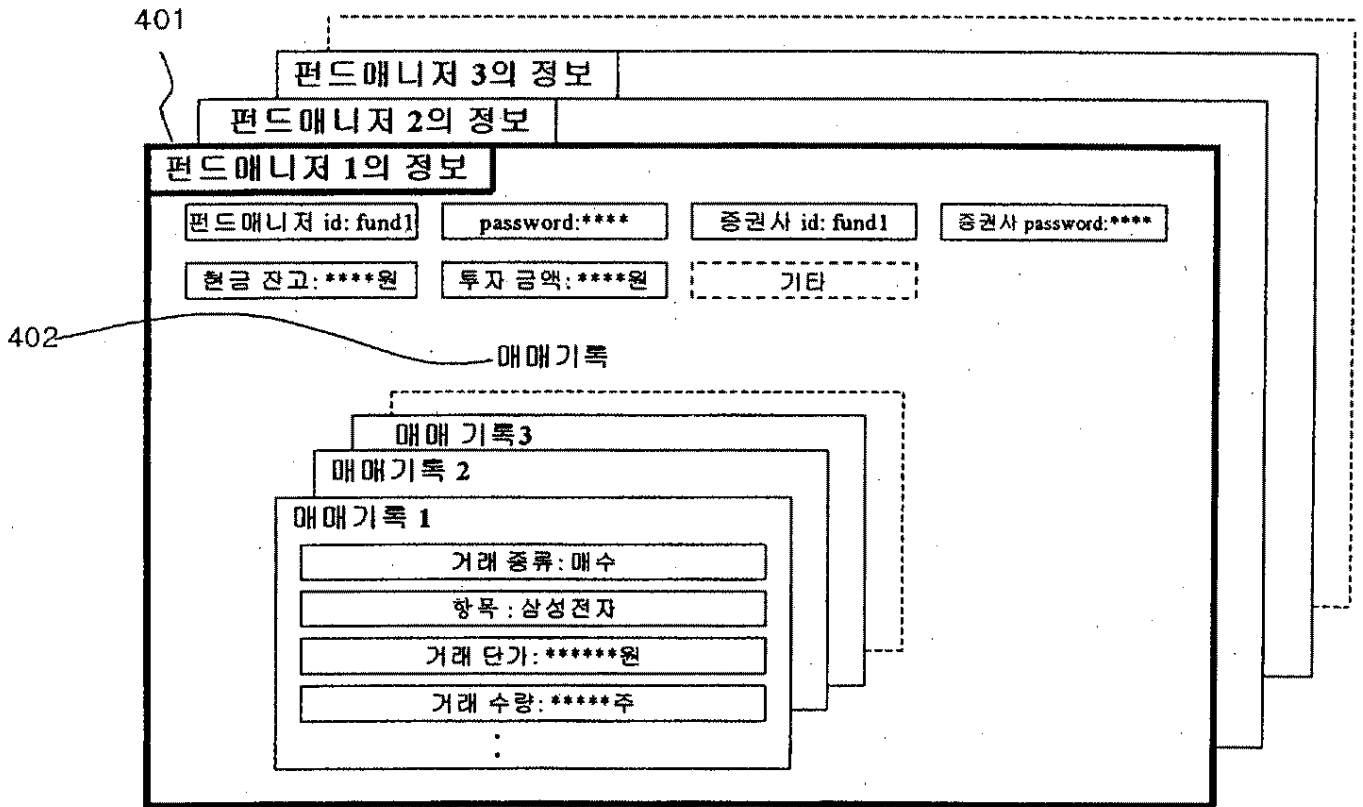 401
펀드매니저 3의 정보
펀드매니저 2의 정보
펀드매니저 1의 정보
펀드매니저 id: fund1
password:****
증권사 id: fund1
증권사 password:****
현금 잔고:****원
투자 금액:****원
기타
402
매매기록
매매 기록3
매매기록 2
매매기록 1
거래 종류:매수
항목 :삼성전자
거래 단가:******원
거래 수량:*****주